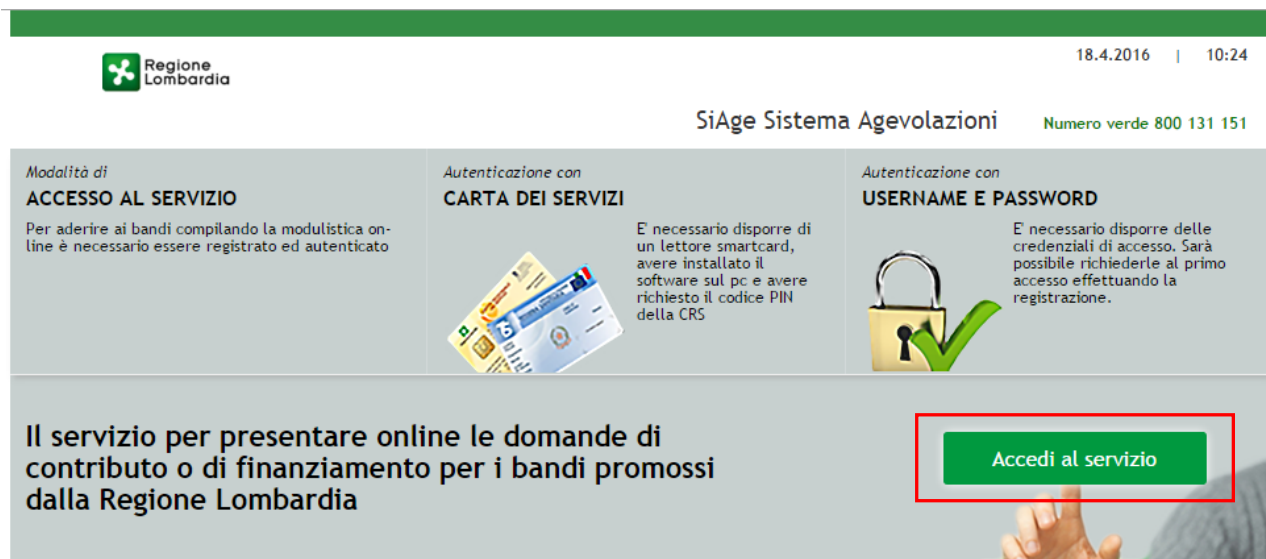 Regione
Lombardia
18.4.2016 | 10:24
SiAge Sistema Agevolazioni
Numero verde 800 131 151
Modalità di
ACCESSO AL SERVIZIO
Per aderire ai bandi compilando la modulistica on-
line è necessario essere registrato ed autenticato
Autenticazione con
CARTA DEI SERVIZI
E' necessario disporre di
un lettore smartcard,
avere installato il
software sul pc e avere
richiesto il codice PIN
della CRS
Autenticazione con
USERNAME E PASSWORD
E' necessario disporre delle
credenziali di accesso. Sarà
possibile richiederle al primo
accesso effettuando la
registrazione.
Il servizio per presentare online le domande di
contributo o di finanziamento per i bandi promossi
dalla Regione Lombardia
Accedi al servizio